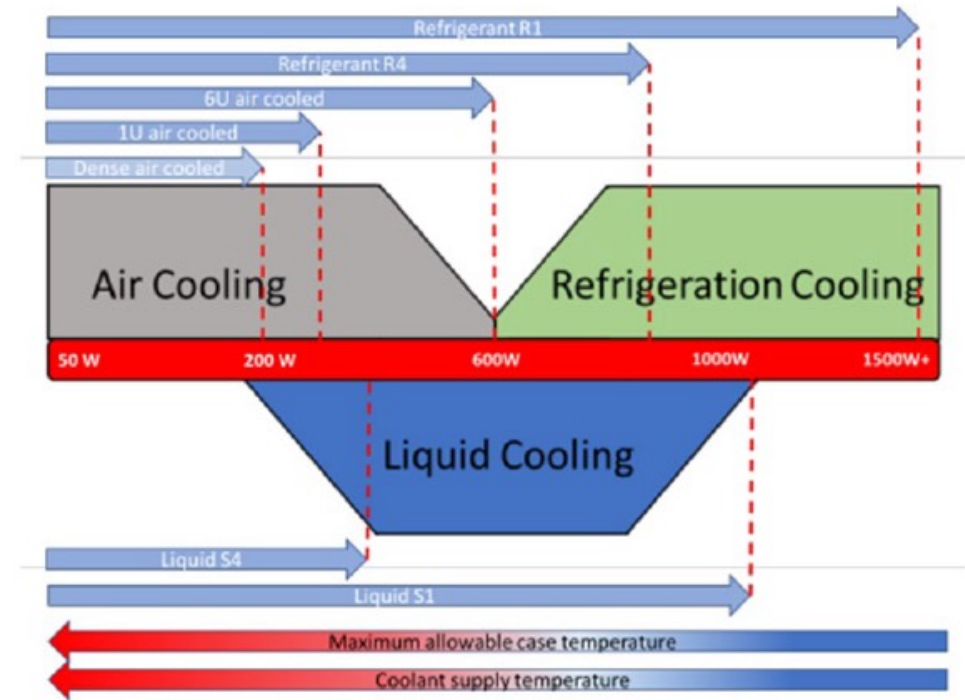 Refrigerant R1
Refrigerant R4
6U air cooled
1U air cooled
Dense air cooled
Air Cooling
Refrigeration Cooling
50 W
200 W
600W
1000W
1500W+
Liquid Cooling
Liquid S4
Liquid S1
Maximum allowable case temperature
Coolant supply temperature